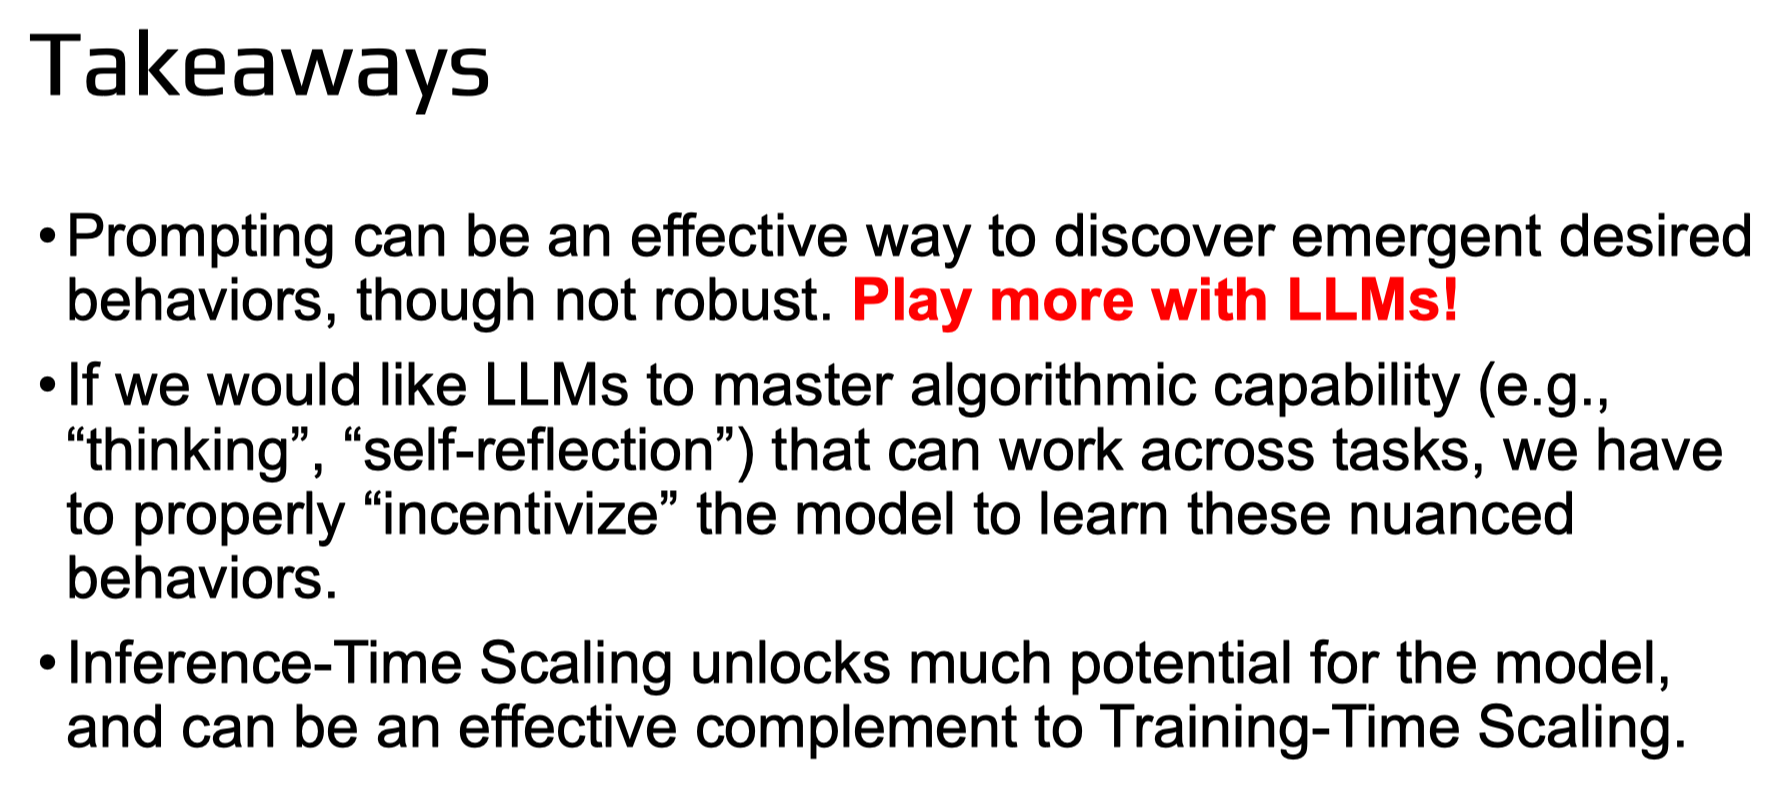 Takeaways
•Prompting can be an effective way to discover emergent desired
behaviors, though not robust. Play more with LLMs!
•If we would like LLMs to master algorithmic capability (e.g.,
“thinking”, “self-reflection”) that can work across tasks, we have
to properly “incentivize” the model to learn these nuanced
behaviors.
•Inference-Time Scaling unlocks much potential for the model,
and can be an effective complement to Training-Time Scaling.